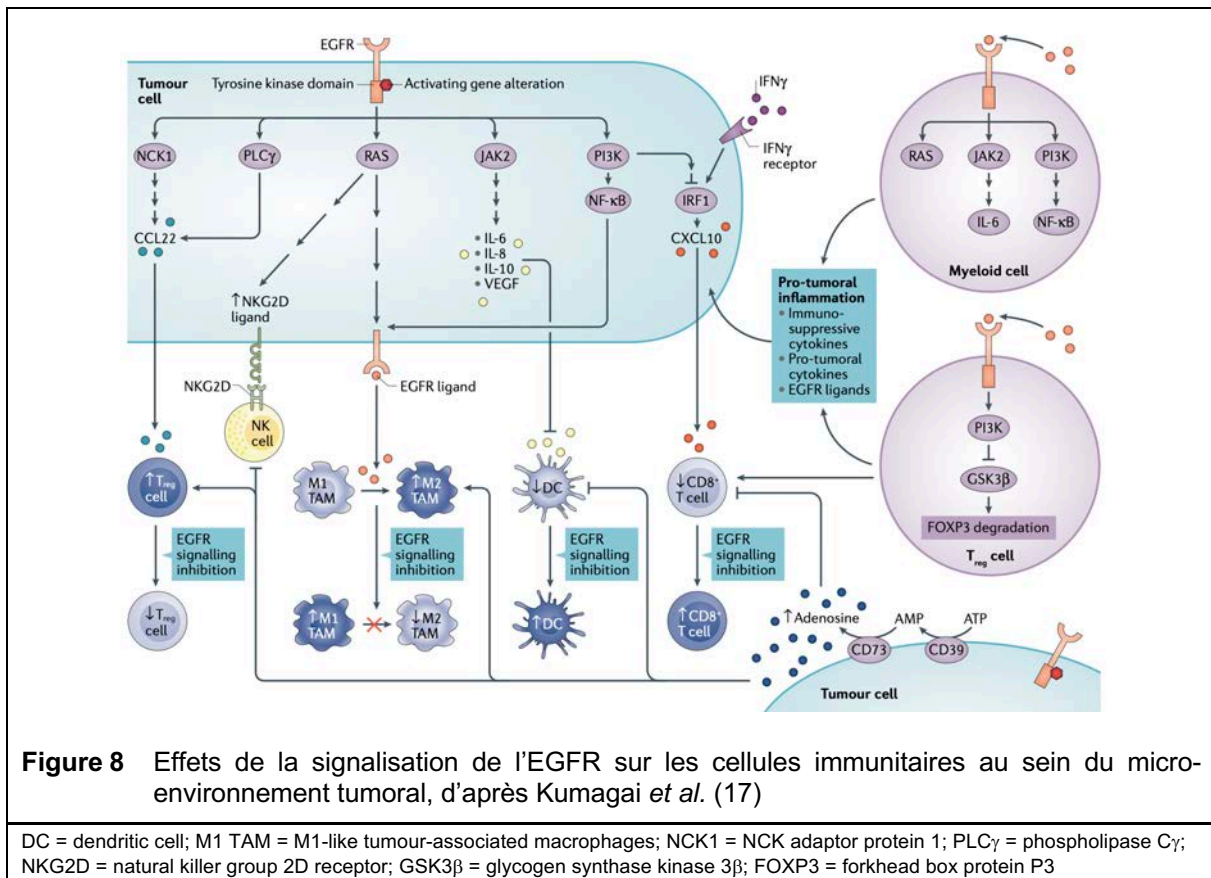 EGFR
Tumour cell
Tyrosine kinase domain
Activating gene alteration
IFNγ
IFNγ receptor
NCK1
PLCγ
RAS
JAK2
PI3K
NF-κB
IRF1
CCL22
CXCL10
• IL-6
• IL-8
• IL-10
• VEGF
↑NKG2D ligand
NKG2D
NK cell
EGFR ligand
↑Treg cell
M1 TAM
↑M2 TAM
↓DC
↓CD8+ T cell
EGFR signalling inhibition
EGFR signalling inhibition
EGFR signalling inhibition
EGFR signalling inhibition
↓Treg cell
↑M1 TAM
↓M2 TAM
↑DC
↑CD8+ T cell
RAS
JAK2
PI3K
IL-6
NF-κB
Myeloid cell
Pro-tumoral inflammation
• Immuno-
suppressive
cytokines
• Pro-tumoral
cytokines
• EGFR ligands
PI3K
GSK3β
FOXP3 degradation
Treg cell
↑Adenosine
AMP
ATP
CD73
CD39
Tumour cell
Figure 8 Effets de la signalisation de l'EGFR sur les cellules immunitaires au sein du micro-
environnement tumoral, d'après Kumagai et al. (17)
DC = dendritic cell; M1 TAM = M1-like tumour-associated macrophages; NCK1 = NCK adaptor protein 1; PLCγ = phospholipase Cγ;
NKG2D = natural killer group 2D receptor; GSK3β = glycogen synthase kinase 3β; FOXP3 = forkhead box protein P3